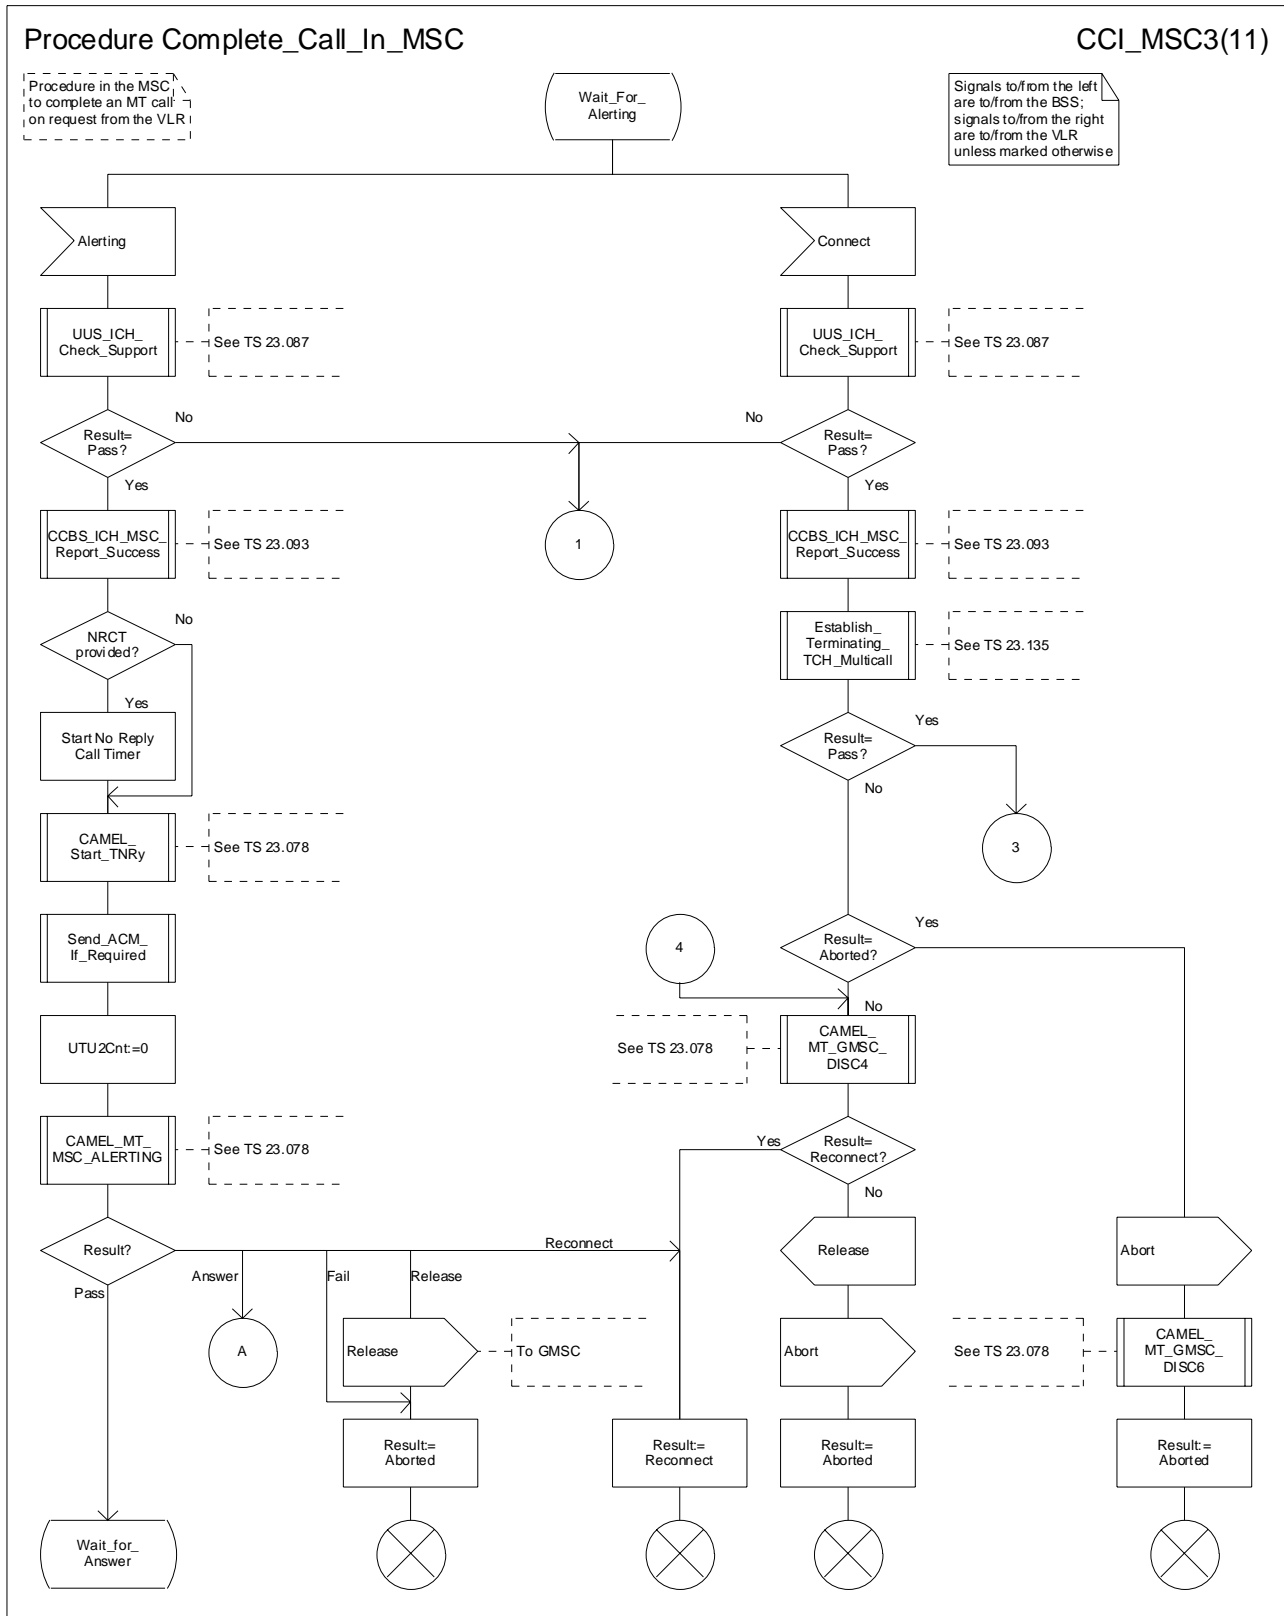 Procedure Complete_Call_In_MSC
CCI_MSC3(11)
Procedure in the MSC
to complete an MT call
on request from the VLR
Wait_For_
Alerting
Signals to/from the left
are to/from the BSS;
signals to/from the right
are to/from the VLR
unless marked otherwise
Alerting
Connect
UUS_ICH_
Check_Support
See TS 23.087
UUS_ICH_
Check_Support
See TS 23.087
No
No
Result=
Pass?
Result=
Pass?
Yes
Yes
CCBS_ICH_MSC_
Report_Success
See TS 23.093
1
CCBS_ICH_MSC_
Report_Success
See TS 23.093
No
NRCT
provided?
Establish_
Terminating_
TCH_Multicall
See TS 23.135
Yes
Yes
Start No Reply
Call Timer
Result=
Pass?
No
CAMEL_
Start_TNRy
See TS 23.078
3
Yes
Send_ACM_
If_Required
4
Result=
Aborted?
No
UTU2Cnt:=0
See TS 23.078
CAMEL_
MT_GMSC_
DISC4
CAMEL_MT_
MSC_ALERTING
See TS 23.078
Yes
Result=
Reconnect?
No
Result?
Reconnect
Release
Abort
Answer
Fail
Release
Pass
A
Release
To GMSC
Abort
See TS 23.078
CAMEL_
MT_GMSC_
DISC6
Result:=
Aborted
Result:=
Reconnect
Result:=
Aborted
Result:=
Aborted
Wait_for_
Answer